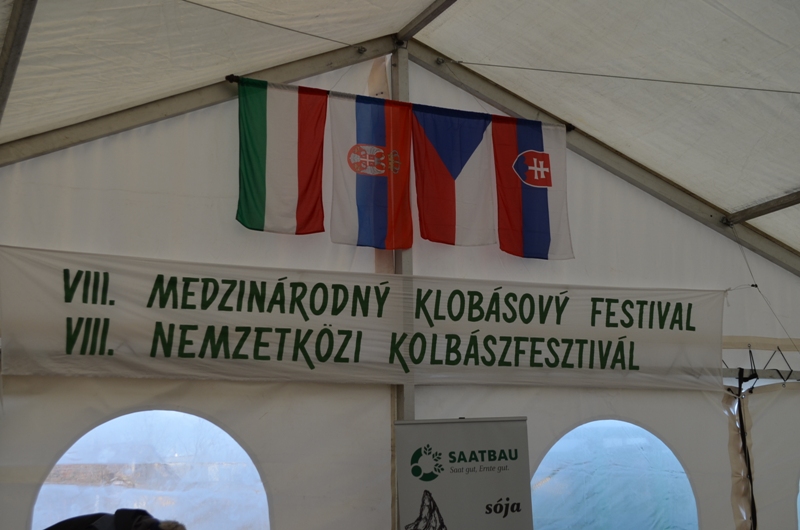 VIII. MEDZINÁRODNÝ KLOBÁSOVÝ FESTIVAL
VIII. NEMZETKÖZI KOLBÁSZFESZTIVÁL
SAATBAU
Saat gut, Ernte gut.
sója